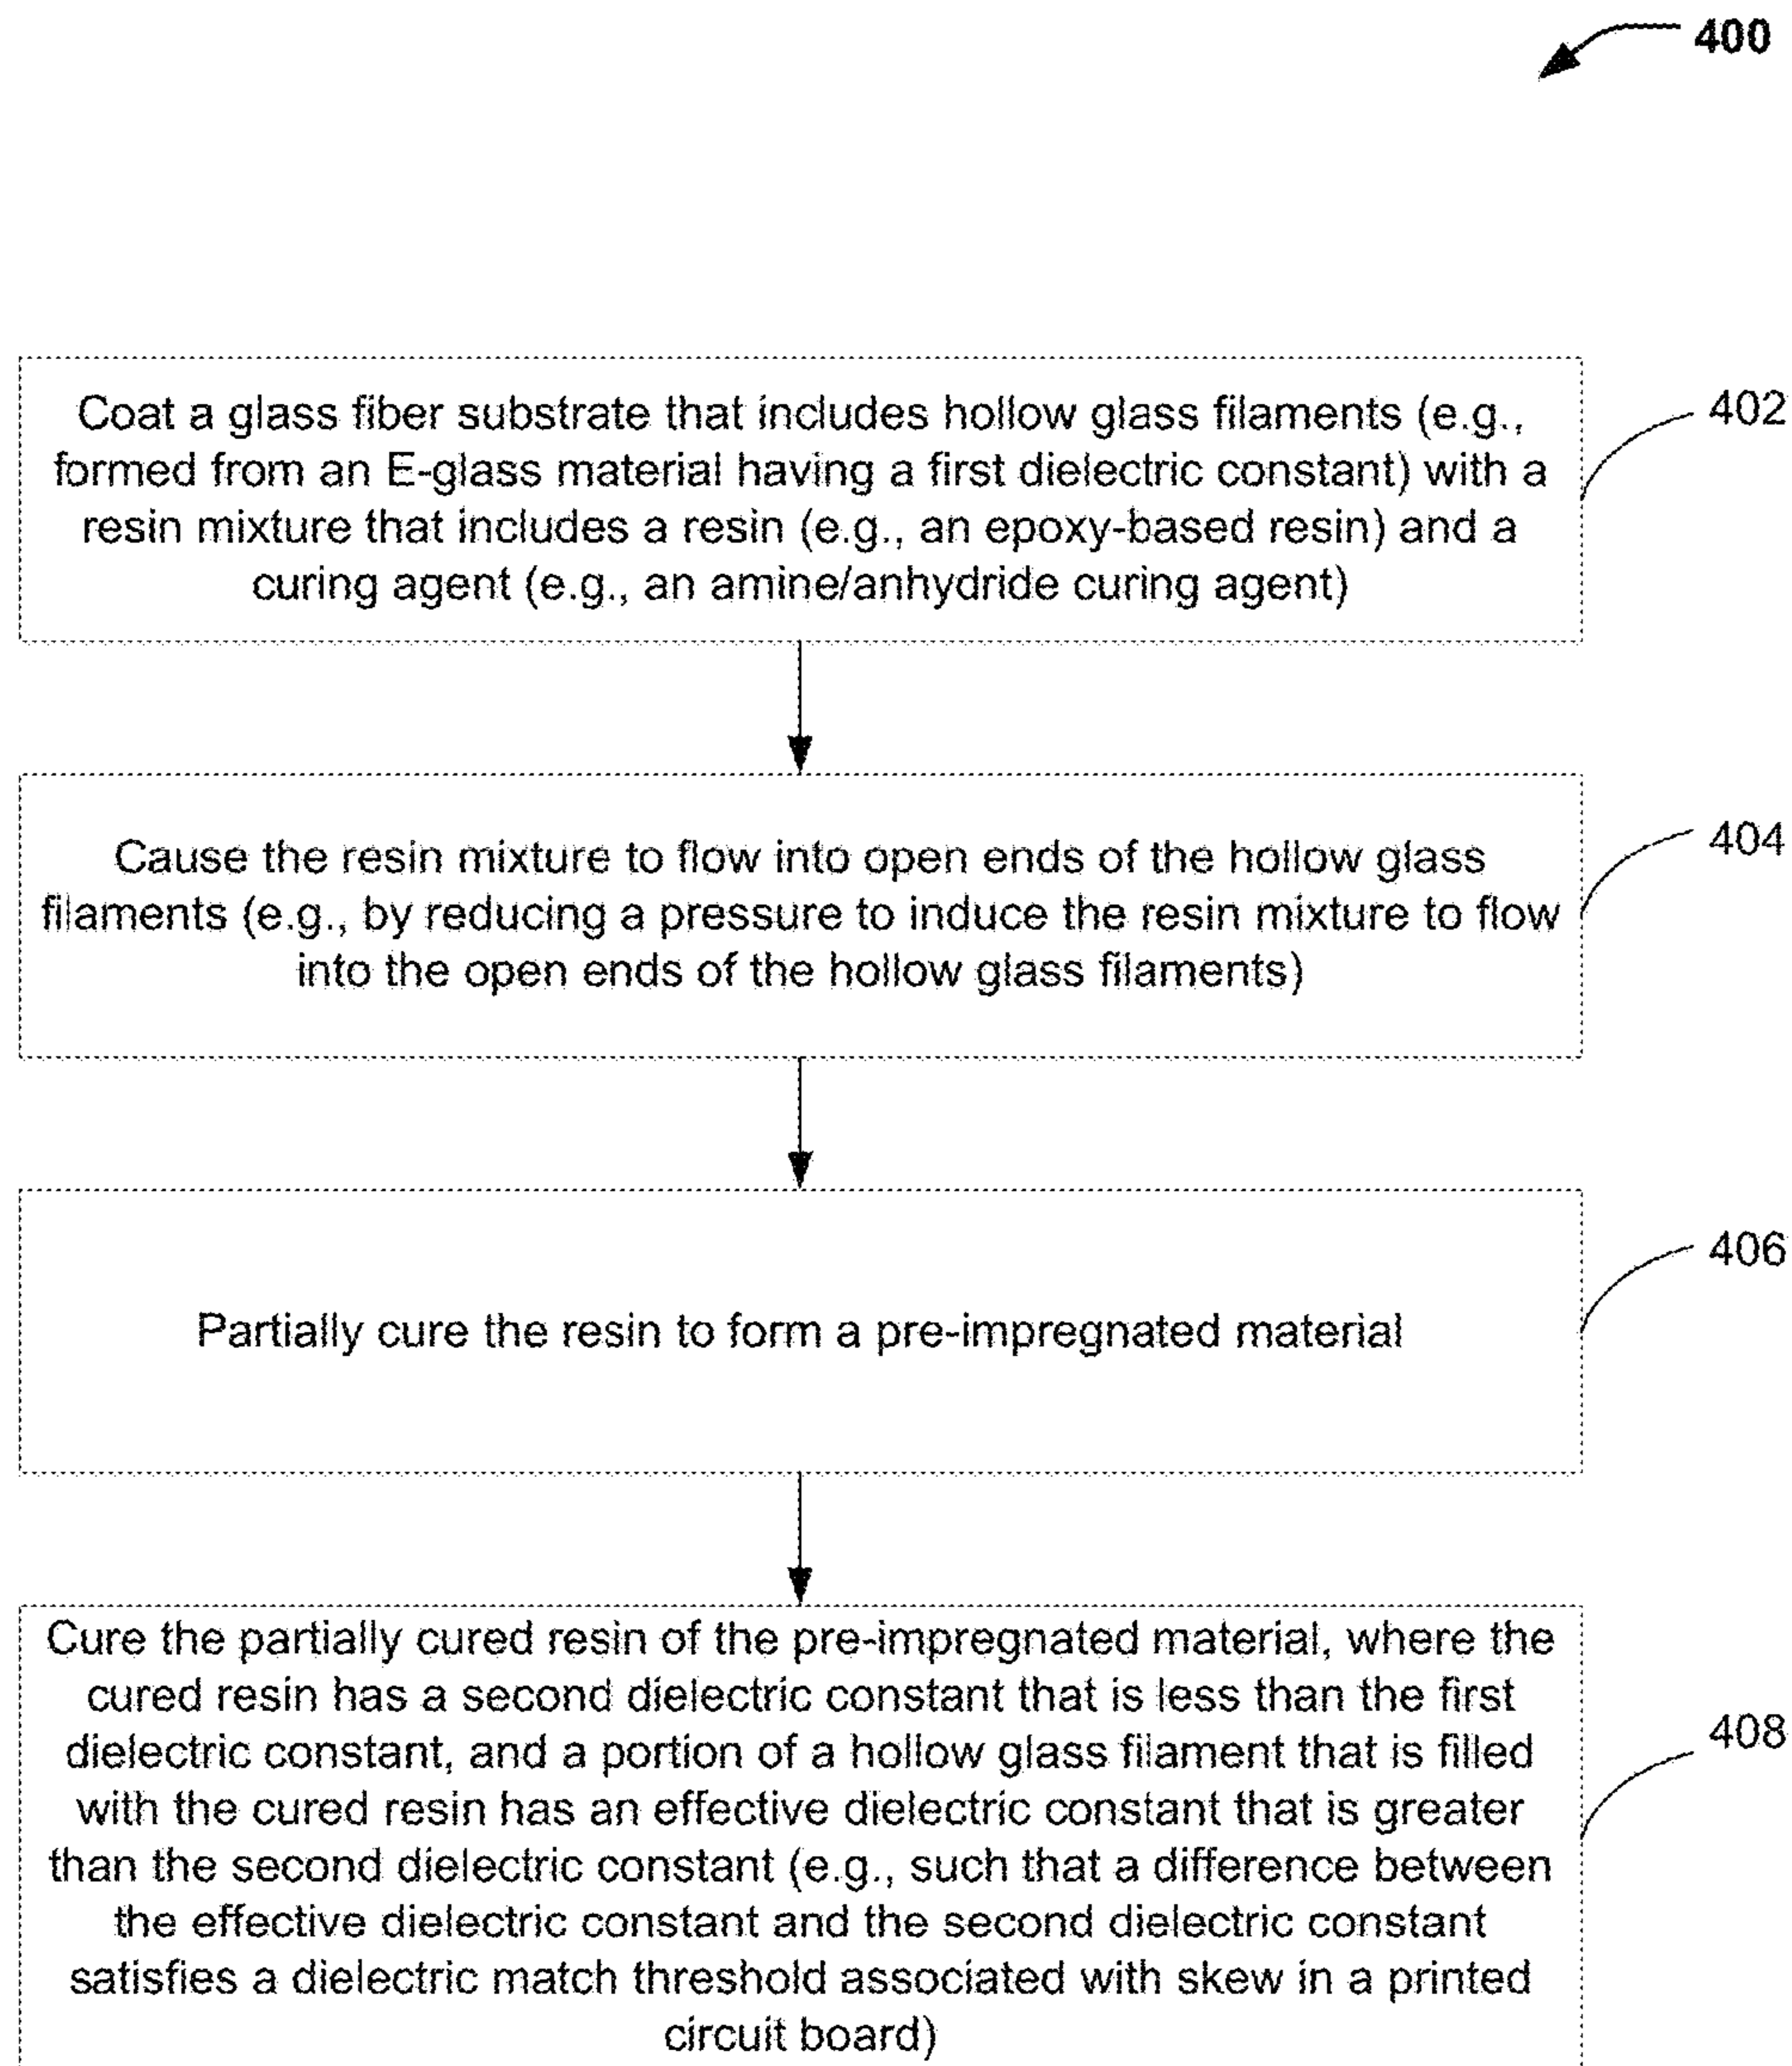 400
Coat a glass fiber substrate that includes hollow glass filaments (e.g.,
formed from an E-glass material having a first dielectric constant) with a
resin mixture that includes a resin (e.g., an epoxy-based resin) and a
curing agent (e.g., an amine/anhydride curing agent)
402
Cause the resin mixture to flow into open ends of the hollow glass
filaments (e.g., by reducing a pressure to induce the resin mixture to flow
into the open ends of the hollow glass filaments)
404
Partially cure the resin to form a pre-impregnated material
406
Cure the partially cured resin of the pre-impregnated material, where the
cured resin has a second dielectric constant that is less than the first
dielectric constant, and a portion of a hollow glass filament that is filled
with the cured resin has an effective dielectric constant that is greater
than the second dielectric constant (e.g., such that a difference between
the effective dielectric constant and the second dielectric constant
satisfies a dielectric match threshold associated with skew in a printed
circuit board)
408